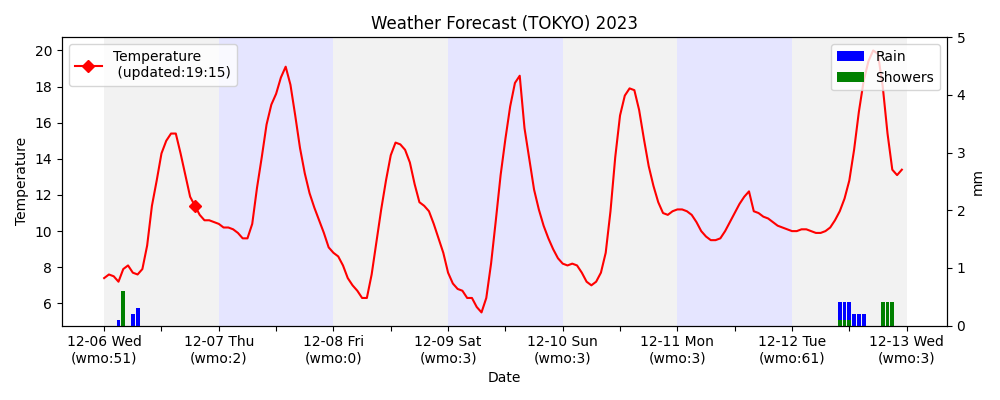 Weather Forecast (TOKYO) 2023
Temperature
(updated:19:15)
Rain
Showers
Temperature
20
18
16
14
12
10
8
6
5
4
3
2
1
0
mm
12-06 Wed
(wmo:51)
12-07 Thu
(wmo:2)
12-08 Fri
(wmo:0)
12-09 Sat
(wmo:3)
12-10 Sun
(wmo:3)
12-11 Mon
(wmo:3)
12-12 Tue
(wmo:61)
12-13 Wed
(wmo:3)
Date